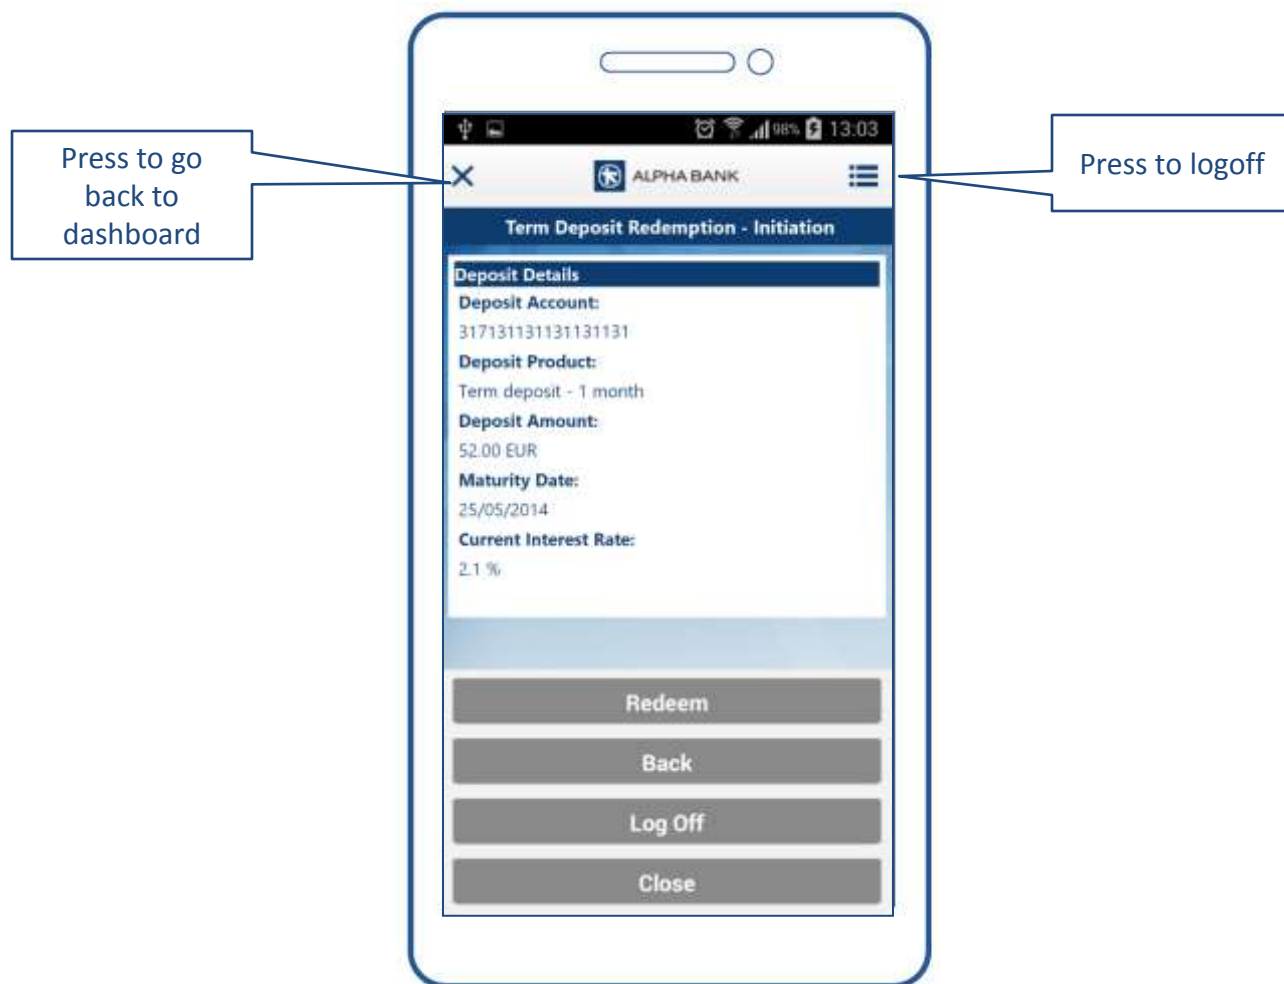 Press to go
back to
dashboard
98% 13:03
ALPHA BANK
Press to logoff
Term Deposit Redemption - Initiation
Deposit Details
Deposit Account:
317131131131131131
Deposit Product:
Term deposit - 1 month
Deposit Amount:
52.00 EUR
Maturity Date:
25/05/2014
Current Interest Rate:
2.1 %
Redeem
Back
Log Off
Close